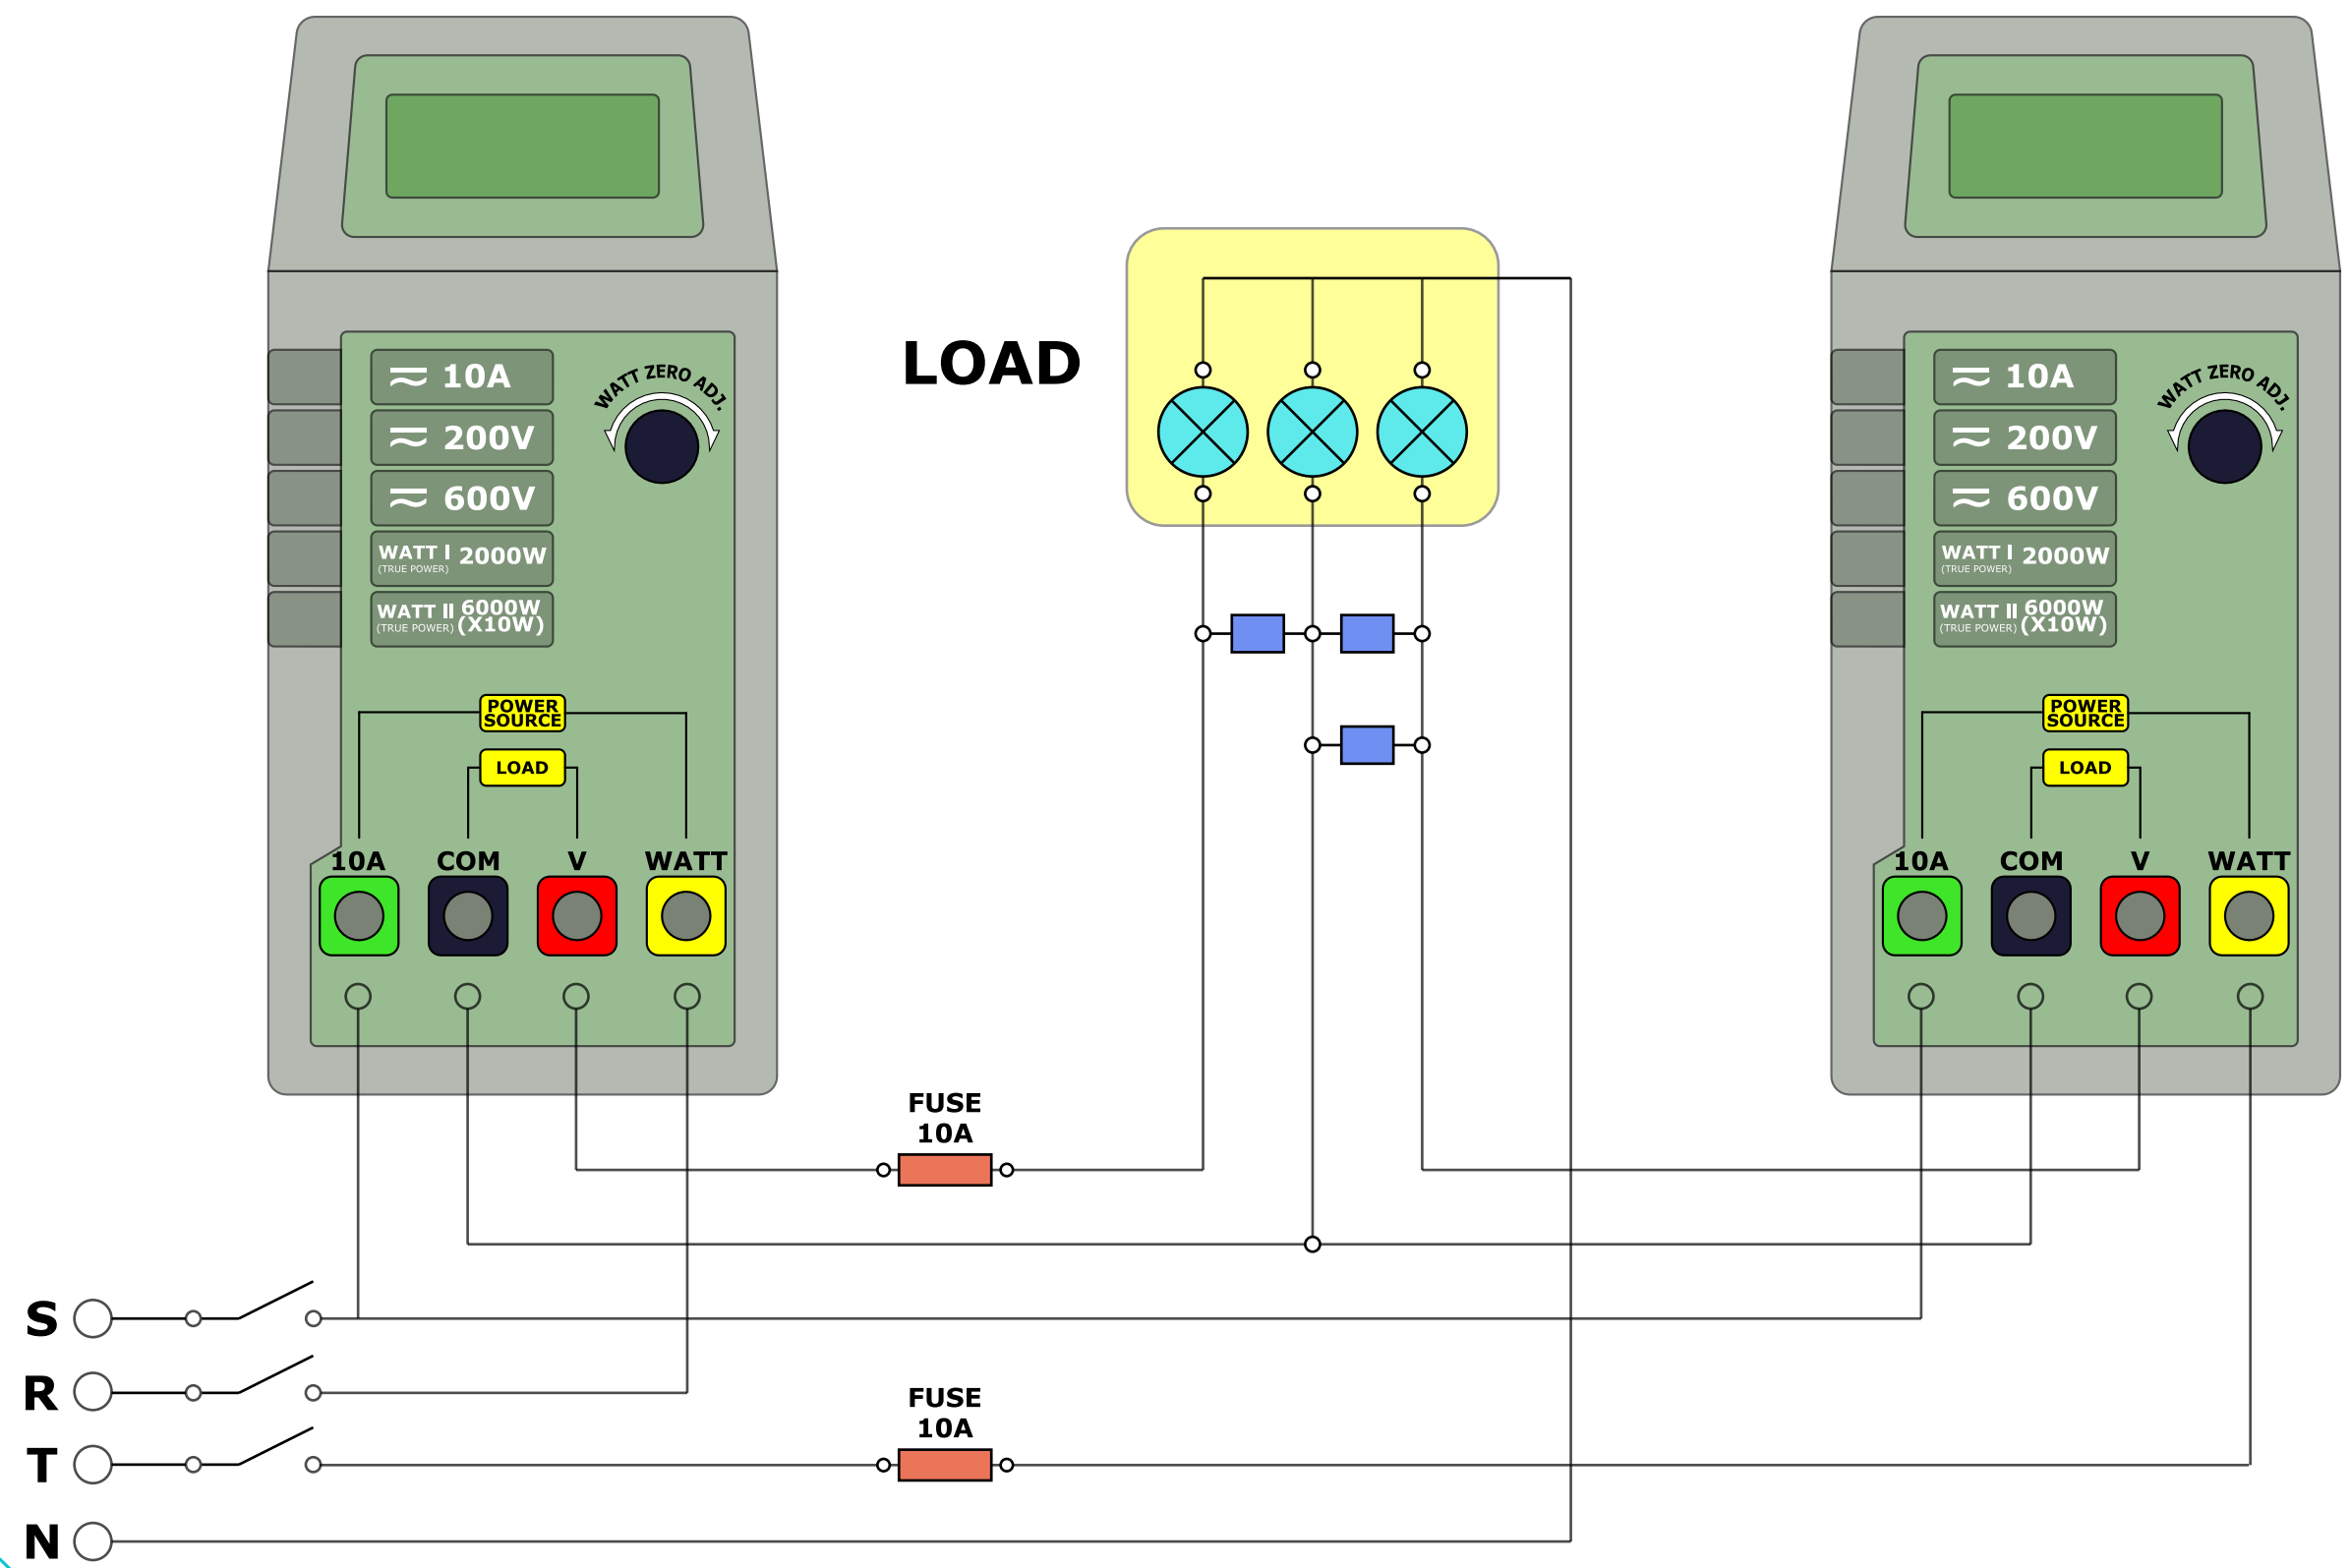 LOAD
WATT ZERO ADJ.
10A
200V
600V
WATT I 2000W
(TRUE POWER)
WATT II 6000W
(TRUE POWER) (X10W)
POWER
SOURCE
LOAD
10A COM V WATT
WATT ZERO ADJ.
10A
200V
600V
WATT I 2000W
(TRUE POWER)
WATT II 6000W
(TRUE POWER) (X10W)
POWER
SOURCE
LOAD
10A COM V WATT
FUSE
10A
S
R
FUSE
10A
T
N